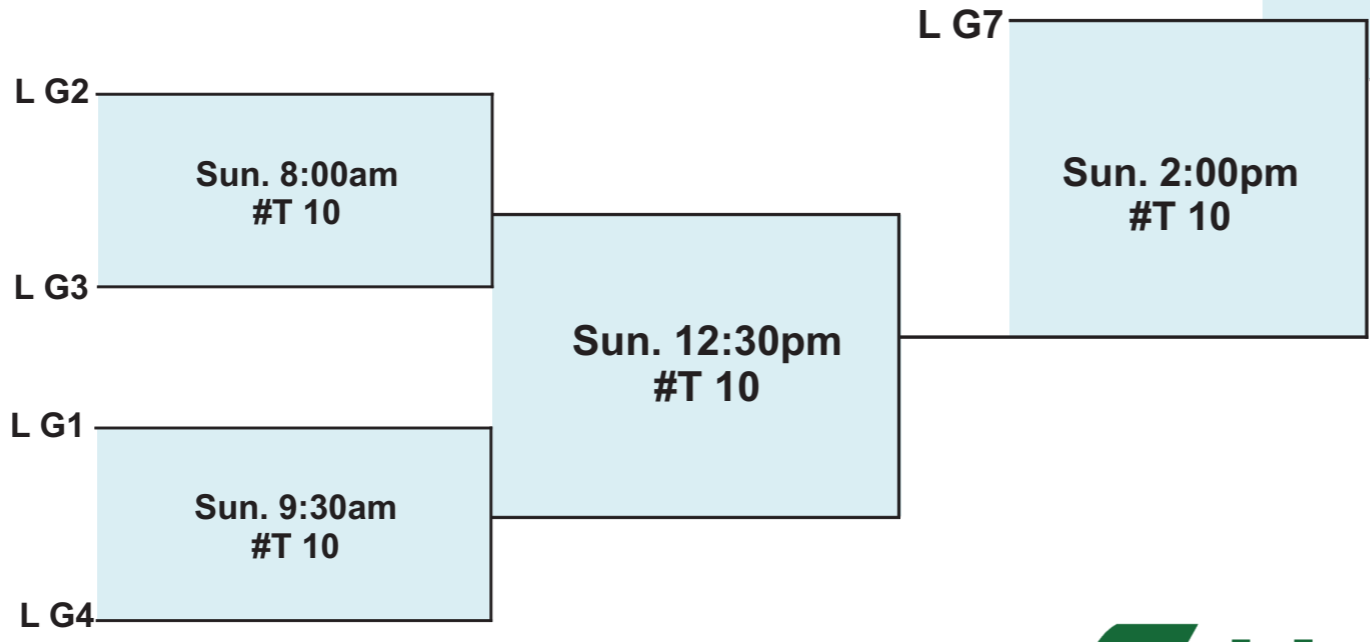 L G7
L G2
Sun. 8:00am
#T 10
L G3
Sun. 2:00pm
#T 10
Sun. 12:30pm
#T 10
L G1
Sun. 9:30am
#T 10
L G4